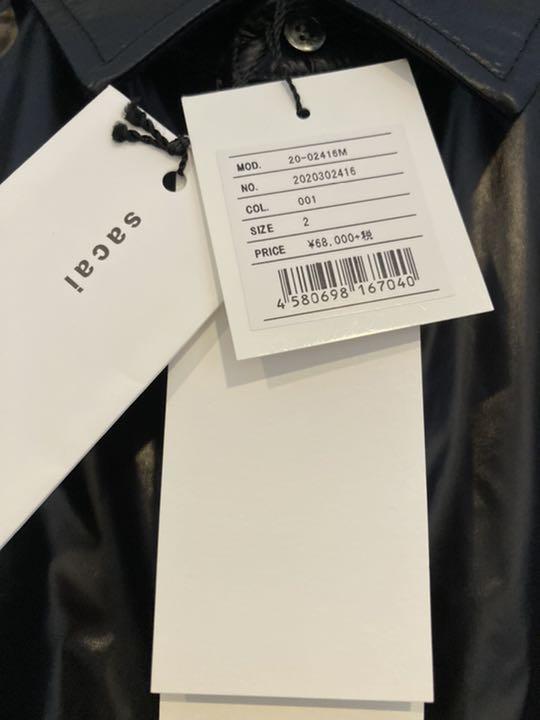 sacai
MOD. 20-02416M
NO. 2020302416
COL. 001
SIZE 2
PRICE ¥68,000+税
4 580698 167040